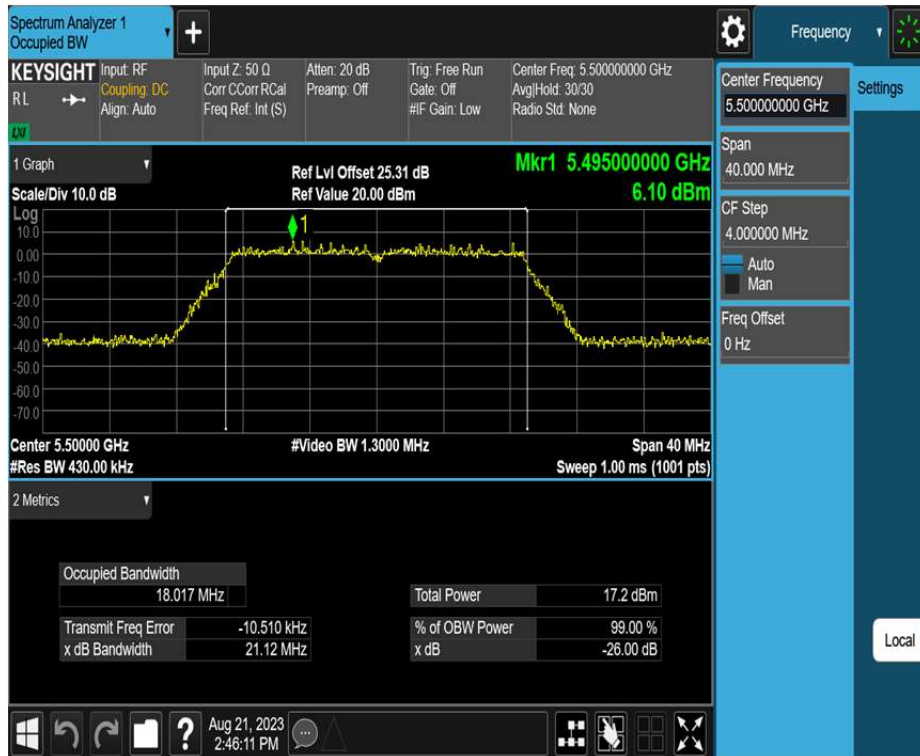 Spectrum Analyzer 1
Occupied BW
+
Frequency
KEYSIGHT
RL
LXI
Input: RF
Coupling: DC
Align: Auto
Input Z: 50 Ω
Corr CCorr RCal
Freq Ref: Int (S)
Atten: 20 dB
Preamp: Off
Trig: Free Run
Gate: Off
#IF Gain: Low
Center Freq: 5.500000000 GHz
Avg|Hold: 30/30
Radio Std: None
Center Frequency
5.500000000 GHz
Settings
Span
40.000 MHz
CF Step
4.000000 MHz
Auto
Man
Freq Offset
0 Hz
Local
1 Graph
Scale/Div 10.0 dB
Ref Lvl Offset 25.31 dB
Ref Value 20.00 dBm
Mkr1 5.495000000 GHz
6.10 dBm
Log
10.0
0.00
-10.0
-20.0
-30.0
-40.0
-50.0
-60.0
-70.0
1
Center 5.50000 GHz
#Res BW 430.00 kHz
#Video BW 1.3000 MHz
Span 40 MHz
Sweep 1.00 ms (1001 pts)
2 Metrics
Occupied Bandwidth
18.017 MHz
Total Power 17.2 dBm
Transmit Freq Error -10.510 kHz
% of OBW Power 99.00 %
x dB Bandwidth 21.12 MHz
x dB -26.00 dB
?
Aug 21, 2023
2:46:11 PM